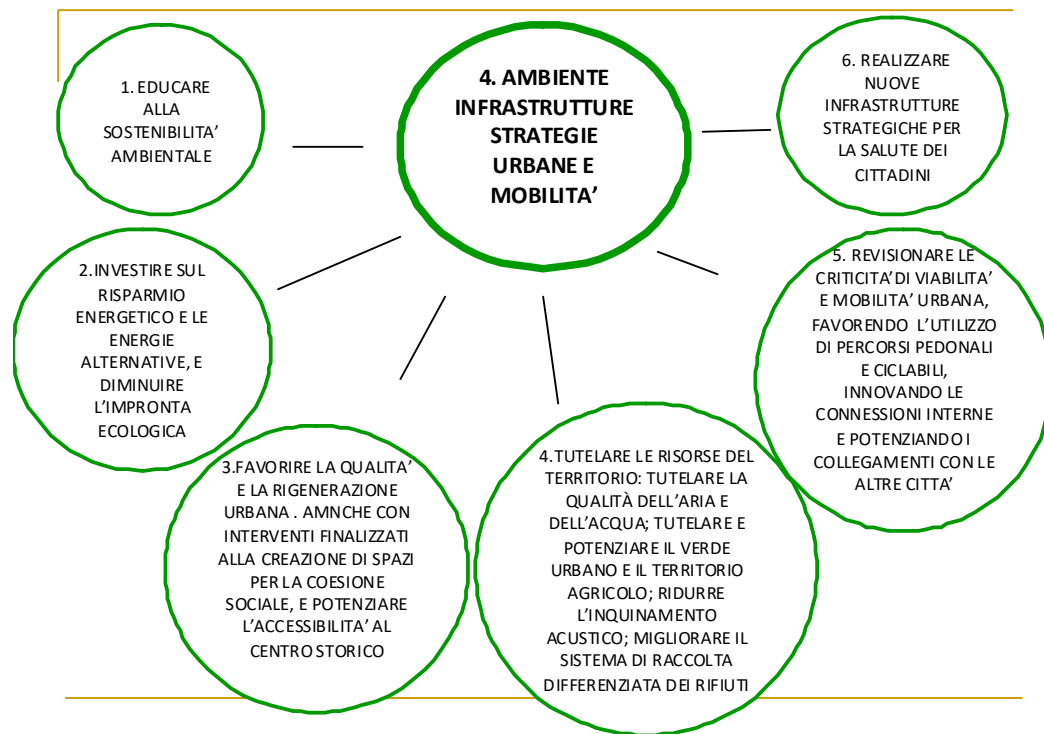 4. AMBIENTE
INFRASTRUTTURE
STRATEGIE
URBANE E
MOBILITA’
1. EDUCARE
ALLA
SOSTENIBILITA’
AMBIENTALE
2.INVESTIRE SUL
RISPARMIO
ENERGETICO E LE
ENERGIE
ALTERNATIVE, E
DIMINUIRE
L’IMPRONTA
ECOLOGICA
3.FAVORIRE LA QUALITA’
E LA RIGENERAZIONE
URBANA . AMNCHE CON
INTERVENTI FINALIZZATI
ALLA CREAZIONE DI SPAZI
PER LA COESIONE
SOCIALE, E POTENZIARE
L’ACCESSIBILITA’ AL
CENTRO STORICO
4.TUTELARE LE RISORSE DEL
TERRITORIO: TUTELARE LA
QUALITÀ DELL’ARIA E
DELL’ACQUA; TUTELARE E
POTENZIARE IL VERDE
URBANO E IL TERRITORIO
AGRICOLO; RIDURRE
L’INQUINAMENTO
ACUSTICO; MIGLIORARE IL
SISTEMA DI RACCOLTA
DIFFERENZIATA DEI RIFIUTI
5. REVISIONARE LE
CRITICITA’ DI VIABILITA’
E MOBILITA’ URBANA,
FAVORENDO L’UTILIZZO
DI PERCORSI PEDONALI
E CICLABILI,
INNOVANDO LE
CONNESSIONI INTERNE
E POTENZIANDO I
COLLEGAMENTI CON LE
ALTRE CITTA’
6. REALIZZARE
NUOVE
INFRASTRUTTURE
STRATEGICHE PER
LA SALUTE DEI
CITTADINI